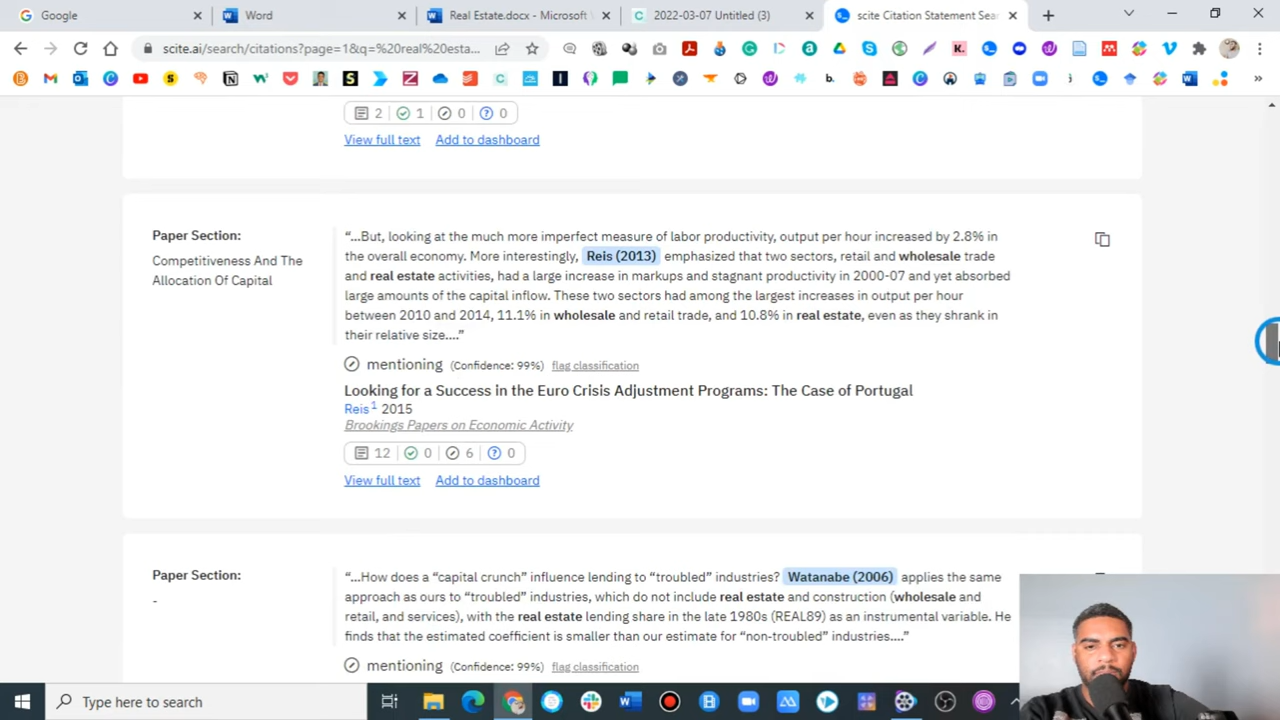 Google
Word
Real Estate.docx - Microsoft
2022-03-07 Untitled (3)
scite Citation Statement Sear
scite.ai/search/citations?page=1&q=%20real%20esta...
2 1 0 0
View full text Add to dashboard
Paper Section:
Competitiveness And The
Allocation Of Capital
“...But, looking at the much more imperfect measure of labor productivity, output per hour increased by 2.8% in
the overall economy. More interestingly, Reis (2013) emphasized that two sectors, retail and wholesale trade
and real estate activities, had a large increase in markups and stagnant productivity in 2000-07 and yet absorbed
large amounts of the capital inflow. These two sectors had among the largest increases in output per hour
between 2010 and 2014, 11.1% in wholesale and retail trade, and 10.8% in real estate, even as they shrank in
their relative size....”
mentioning (Confidence: 99%) flag classification
Looking for a Success in the Euro Crisis Adjustment Programs: The Case of Portugal
Reis 1 2015
Brookings Papers on Economic Activity
12 0 6 0
View full text Add to dashboard
Paper Section:
-
“...How does a “capital crunch” influence lending to “troubled” industries? Watanabe (2006) applies the same
approach as ours to “troubled” industries, which do not include real estate and construction (wholesale and
retail, and services), with the real estate lending share in the late 1980s (REAL89) as an instrumental variable. He
finds that the estimated coefficient is smaller than our estimate for “non-troubled” industries....”
mentioning (Confidence: 99%) flag classification
Type here to search